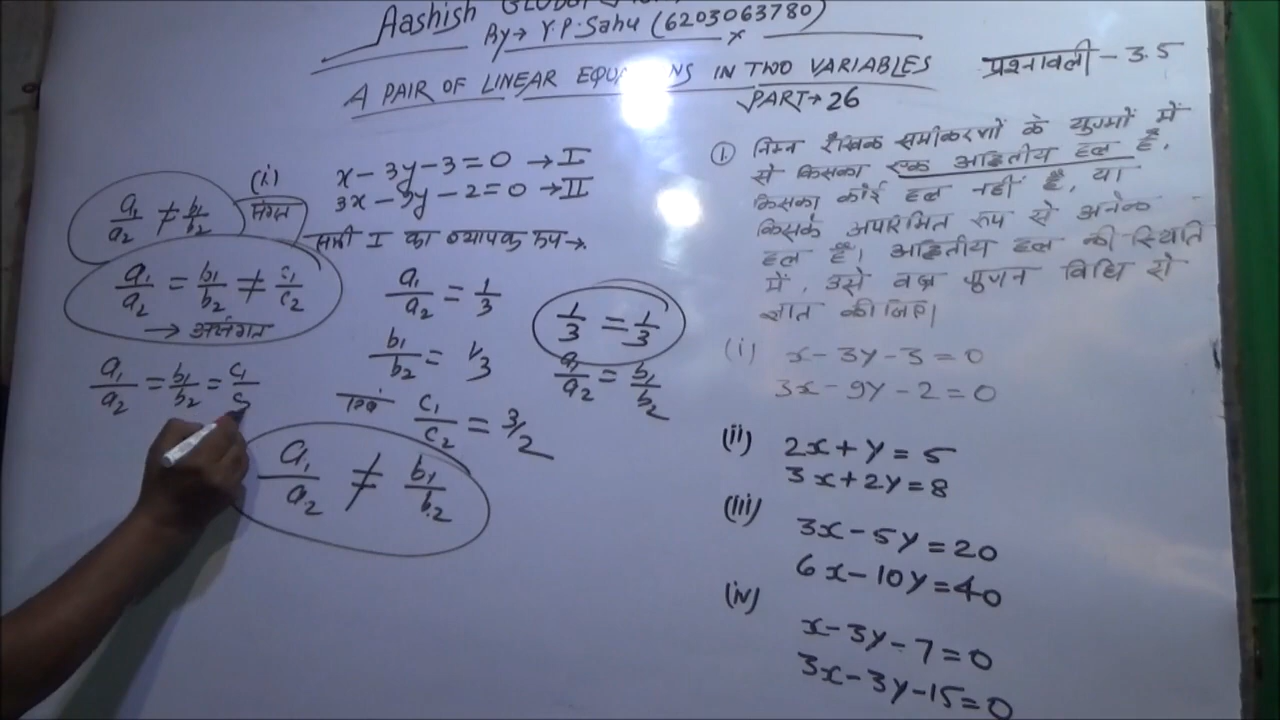 Aashish GLOBAL
By→ Y.P. Sahu (6203063780)
A PAIR OF LINEAR EQUATIONS IN TWO VARIABLES
PART→26
प्रश्नावली - 3.5
① निम्न रैखिक समीकरणों के युग्मों में
से किसका एक अद्वितीय हल है,
किसका कोई हल नहीं है, या
किसके अपरिमित रूप से अनेक
हल हैं। अद्वितीय हल की स्थिति
में, उसे वज्र गुणन विधि से
ज्ञात कीजिए।
(i) x-3y-3=0
3x-9y-2=0
(ii) 2x+y=5
3x+2y=8
(iii) 3x-5y=20
6x-10y=40
(iv) x-3y-7=0
3x-3y-15=0
(i) x-3y-3=0 →I
3x-9y-2=0 →II
समी I का व्यापक रूप→
a₁/a₂ ≠ b₁/b₂ संगत
a₁/a₂ = b₁/b₂ ≠ c₁/c₂
→ असंगत
a₁/a₂ = b₁/b₂ = c₁/c₂
a₁/a₂ = 1/3
b₁/b₂ = 1/3
c₁/c₂ = 3/2
1/3 = 1/3
a₁/a₂ = b₁/b₂
a₁/a₂ ≠ b₁/b₂